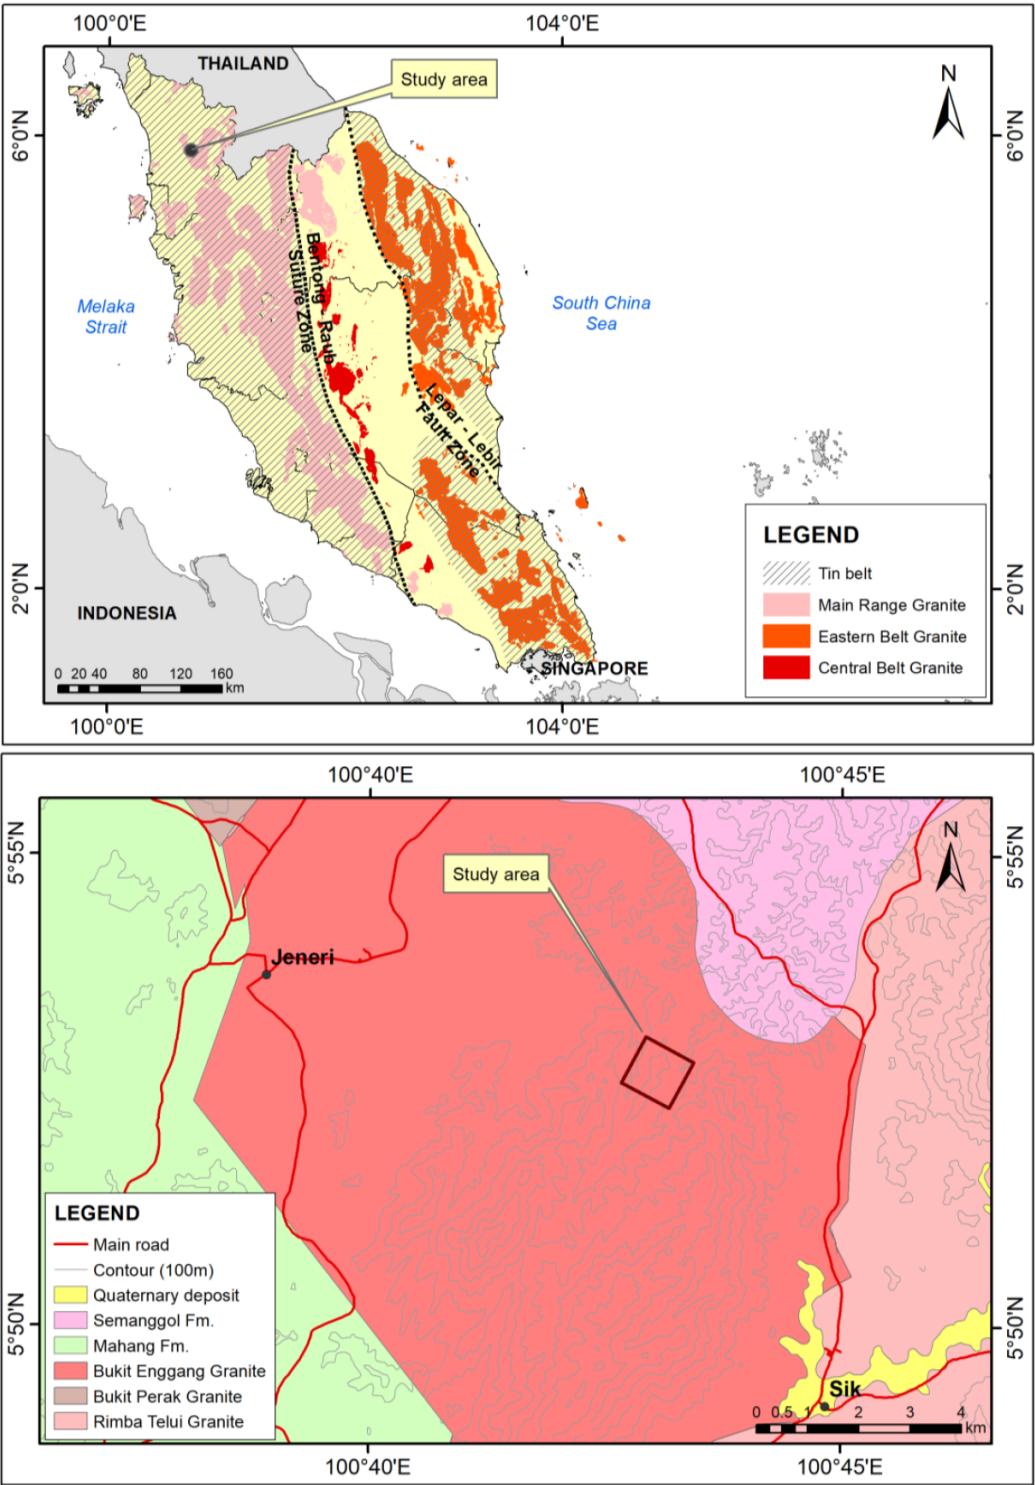 100°0'E
104°0'E
THAILAND
Study area
N
6°0'N
6°0'N
Bentong - Raub
Suture Zone
Melaka
Strait
South China
Sea
Lepar - Lebir
Fault Zone
LEGEND
Tin belt
Main Range Granite
Eastern Belt Granite
Central Belt Granite
2°0'N
2°0'N
INDONESIA
SINGAPORE
0 20 40 80 120 160
km
100°0'E
104°0'E
100°40'E
100°45'E
N
5°55'N
5°55'N
Study area
Jeneri
LEGEND
Main road
Contour (100m)
Quaternary deposit
Semanggol Fm.
Mahang Fm.
Bukit Enggang Granite
Bukit Perak Granite
Rimba Telui Granite
5°50'N
5°50'N
Sik
0 0.5 1 2 3 4
km
100°40'E
100°45'E